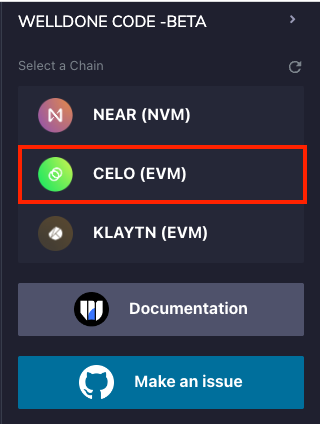 WELLDONE CODE -BETA
Select a Chain
NEAR (NVM)
CELO (EVM)
KLAYTN (EVM)
Documentation
Make an issue